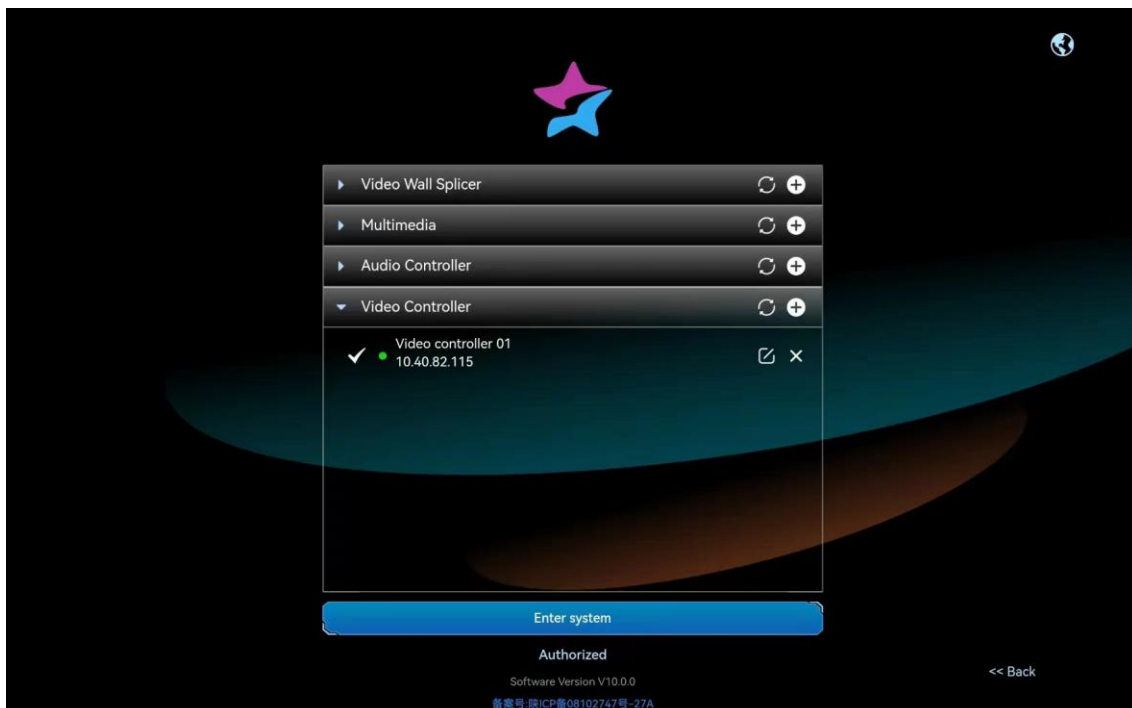 Video Wall Splicer
Multimedia
Audio Controller
Video Controller
Video controller 01
10.40.82.115
Enter system
Authorized
Software Version V10.0.0
<< Back
备案号:陕ICP备08102747号-27A